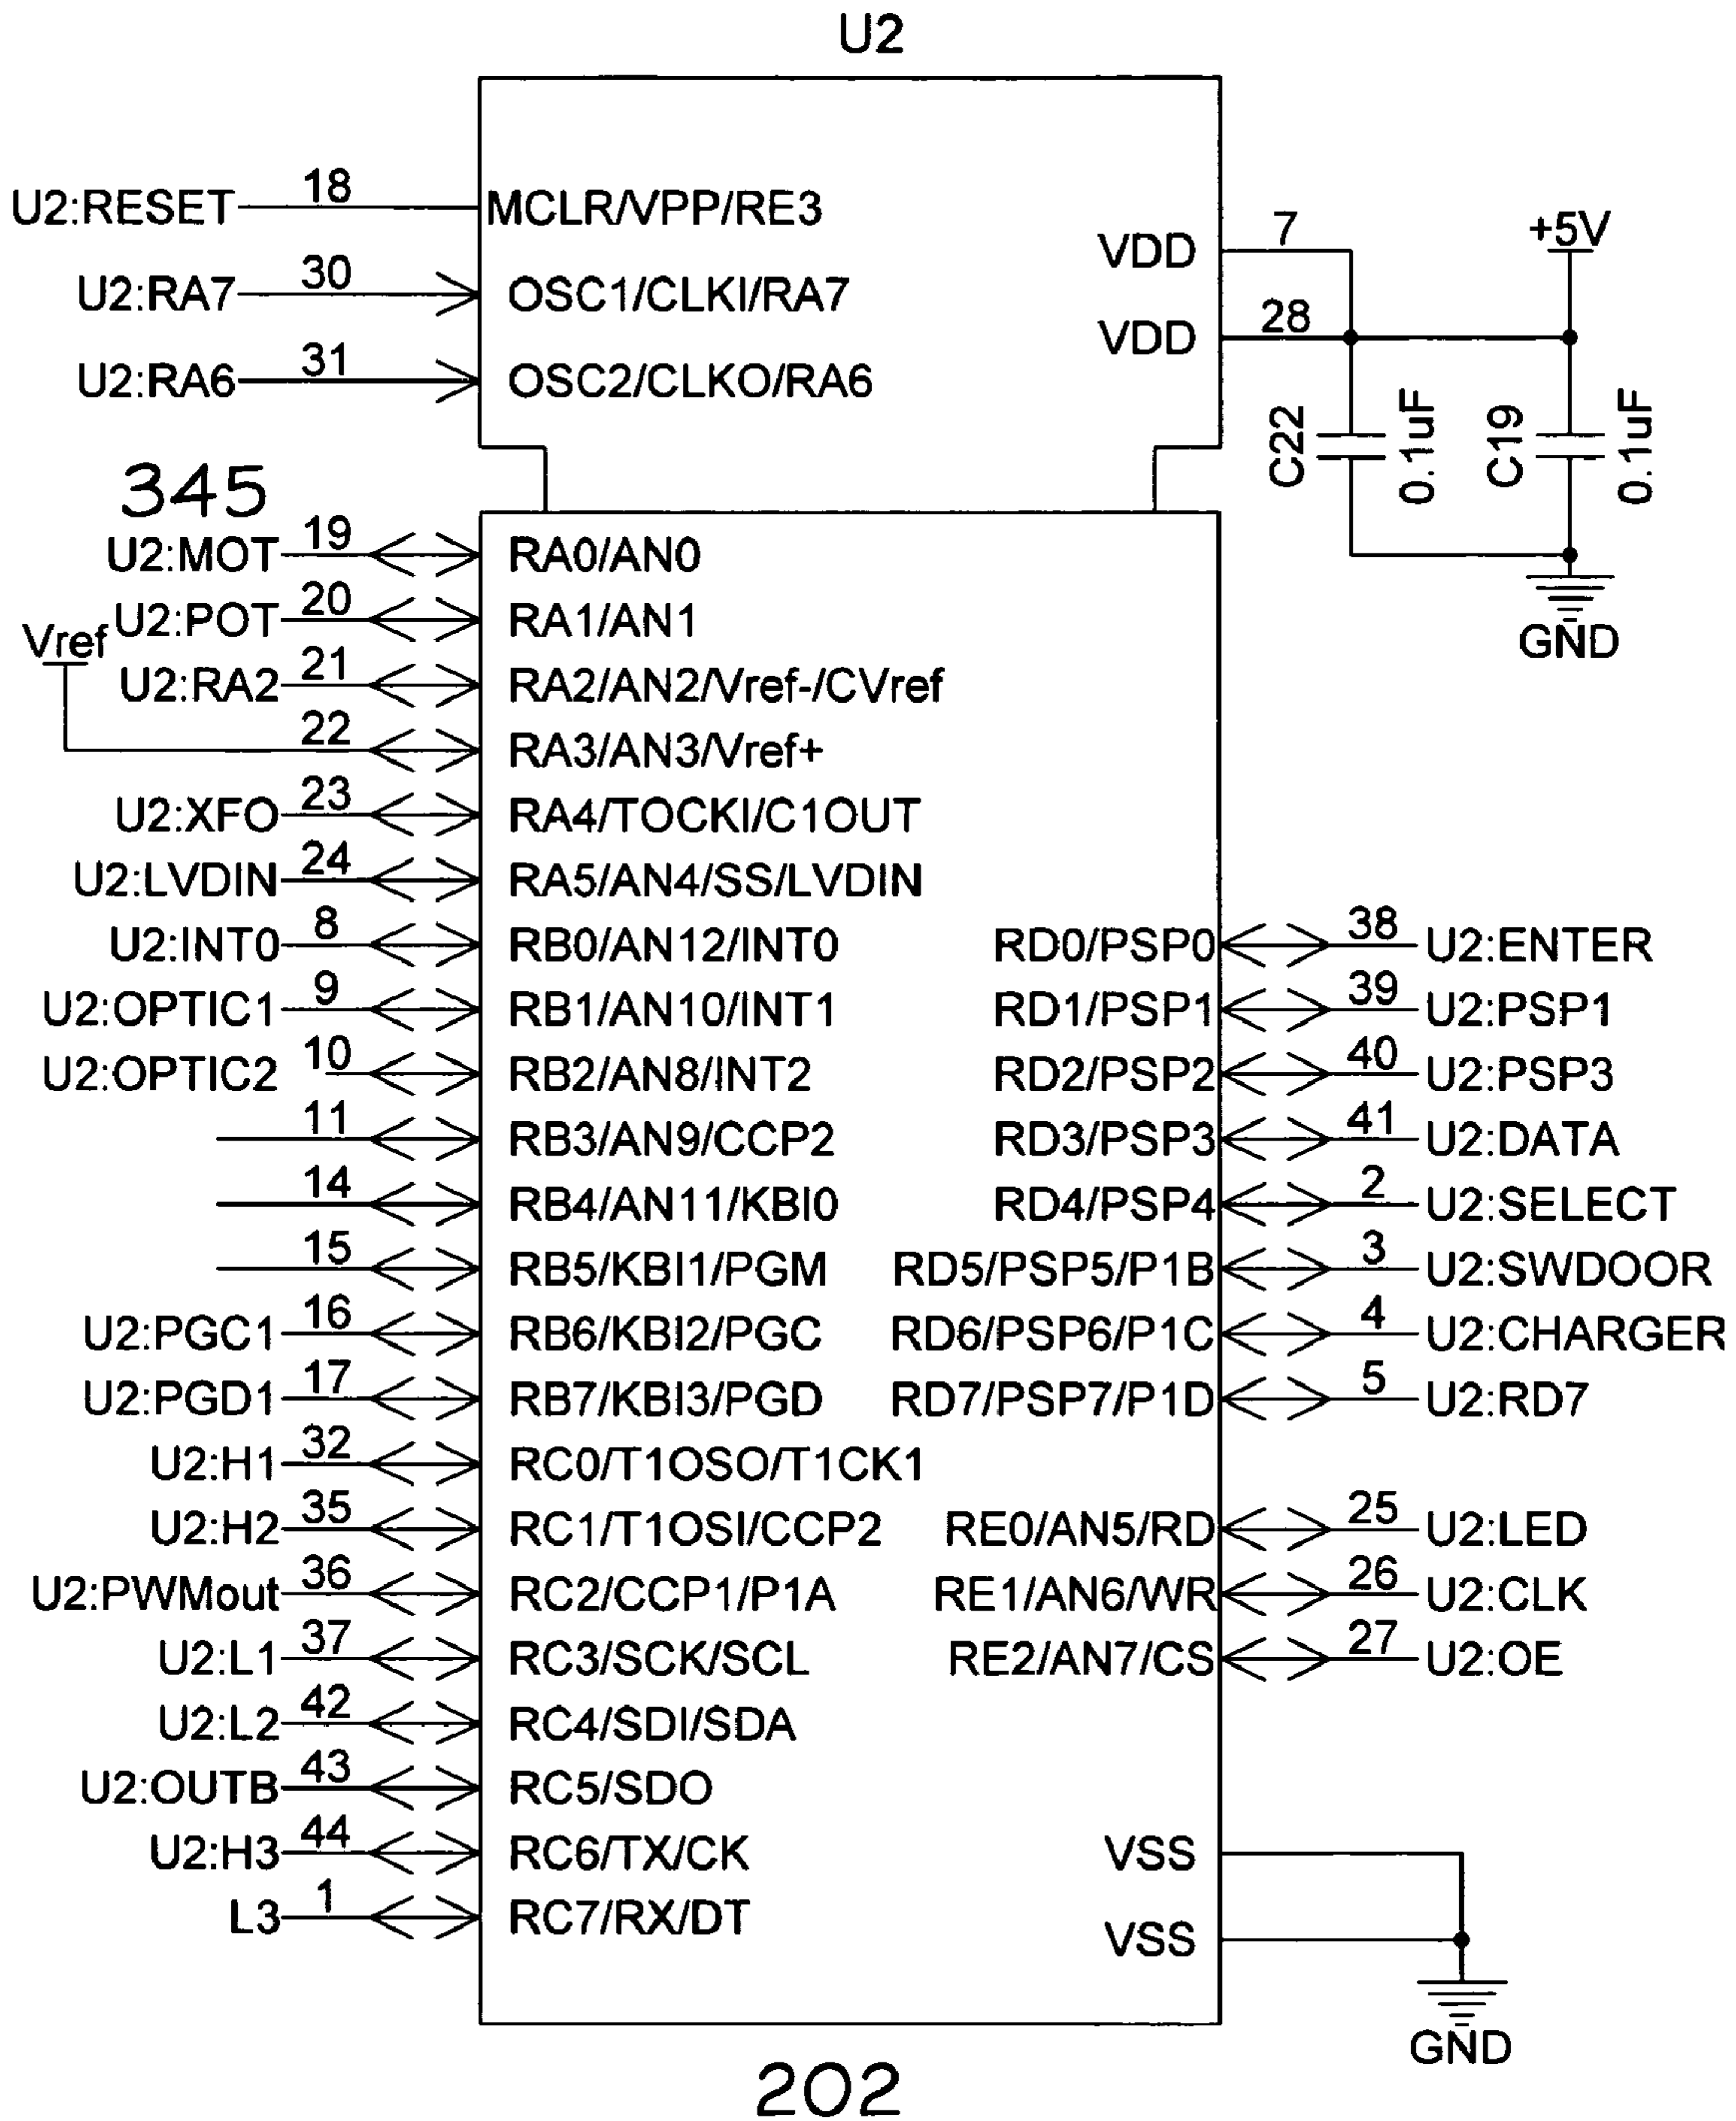 U2
U2:RESET 18 MCLR/VPP/RE3
VDD 7 +5V
U2:RA7 30 OSC1/CLKI/RA7
VDD 28
U2:RA6 31 OSC2/CLKO/RA6
C22 0.1uF C19 0.1uF
345
U2:MOT 19 RA0/AN0
U2:POT 20 RA1/AN1
GND
Vref
U2:RA2 21 RA2/AN2/Vref-/CVref
22 RA3/AN3/Vref+
U2:XFO 23 RA4/TOCKI/C1OUT
U2:LVDIN 24 RA5/AN4/SS/LVDIN
U2:INT0 8 RB0/AN12/INT0 RD0/PSP0 38 U2:ENTER
U2:OPTIC1 9 RB1/AN10/INT1 RD1/PSP1 39 U2:PSP1
U2:OPTIC2 10 RB2/AN8/INT2 RD2/PSP2 40 U2:PSP3
11 RB3/AN9/CCP2 RD3/PSP3 41 U2:DATA
14 RB4/AN11/KBI0 RD4/PSP4 2 U2:SELECT
15 RB5/KBI1/PGM RD5/PSP5/P1B 3 U2:SWDOOR
U2:PGC1 16 RB6/KBI2/PGC RD6/PSP6/P1C 4 U2:CHARGER
U2:PGD1 17 RB7/KBI3/PGD RD7/PSP7/P1D 5 U2:RD7
U2:H1 32 RC0/T1OSO/T1CK1
U2:H2 35 RC1/T1OSI/CCP2 RE0/AN5/RD 25 U2:LED
U2:PWMout 36 RC2/CCP1/P1A RE1/AN6/WR 26 U2:CLK
U2:L1 37 RC3/SCK/SCL RE2/AN7/CS 27 U2:OE
U2:L2 42 RC4/SDI/SDA
U2:OUTB 43 RC5/SDO
U2:H3 44 RC6/TX/CK VSS
L3 1 RC7/RX/DT VSS
GND
202